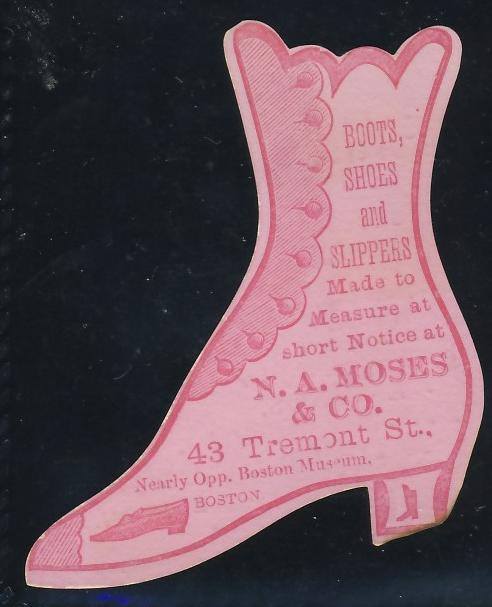 BOOTS,
SHOES
and
SLIPPERS
Made to
Measure at
short Notice at
N. A. MOSES
& CO.
43 Tremont St.,
Nearly Opp. Boston Museum,
BOSTON